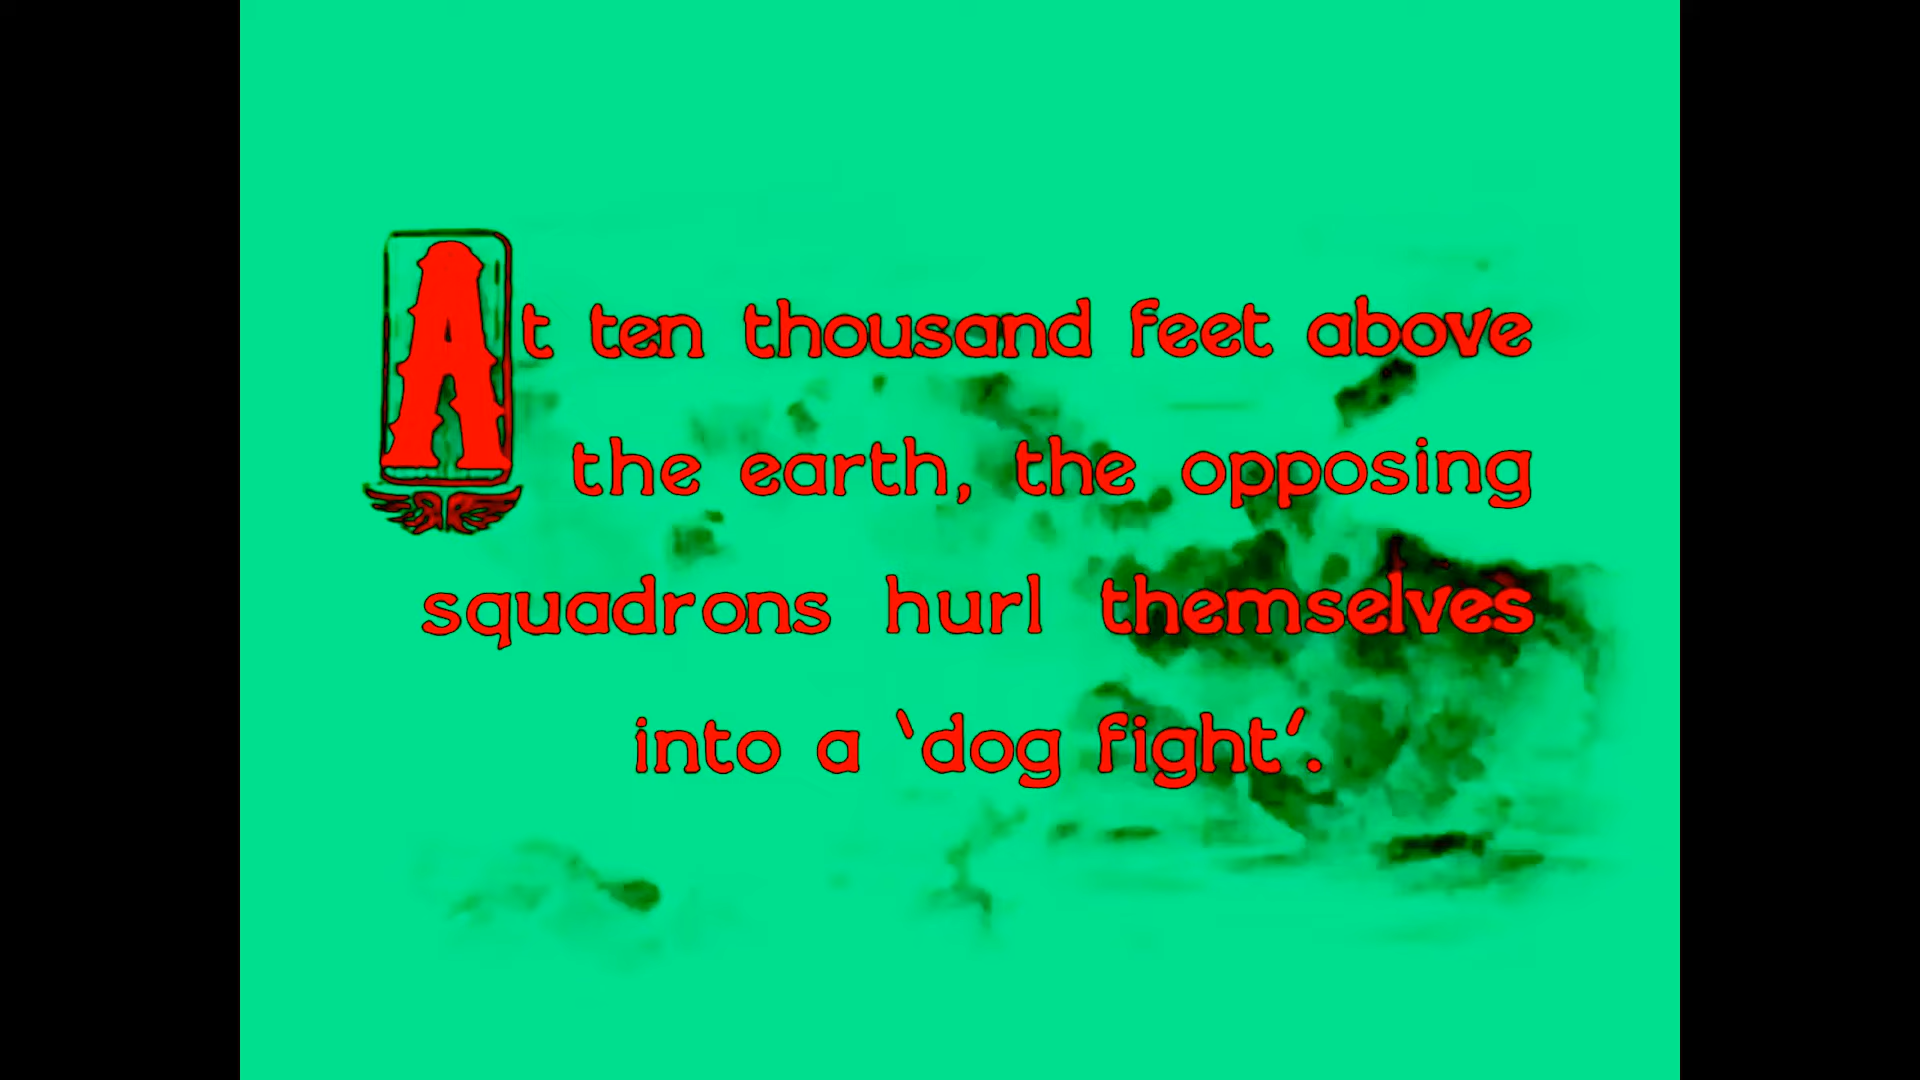 At ten thousand feet above
the earth, the opposing
squadrons hurl themselves
into a ‘dog fight’.